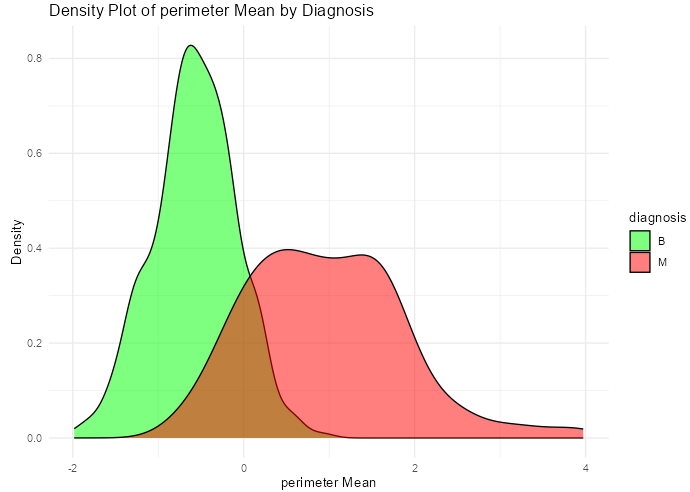 Density Plot of perimeter Mean by Diagnosis
0.8
0.6
0.4
0.2
0.0
Density
-2
0
2
4
perimeter Mean
diagnosis
B
M